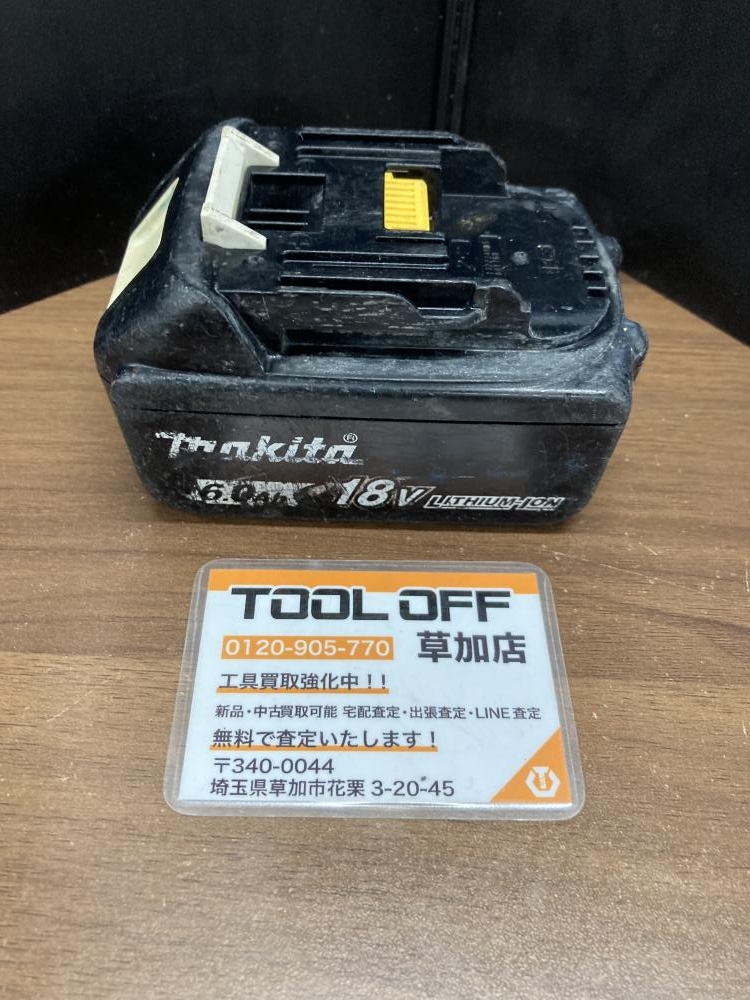 makita®
6.0Ah 18V LITHIUM-ION
TOOL OFF
0120-905-770 草加店
工具買取強化中！！
新品・中古買取可能 宅配査定・出張査定・LINE査定
無料で査定いたします！
〒340-0044
埼玉県草加市花栗 3-20-45